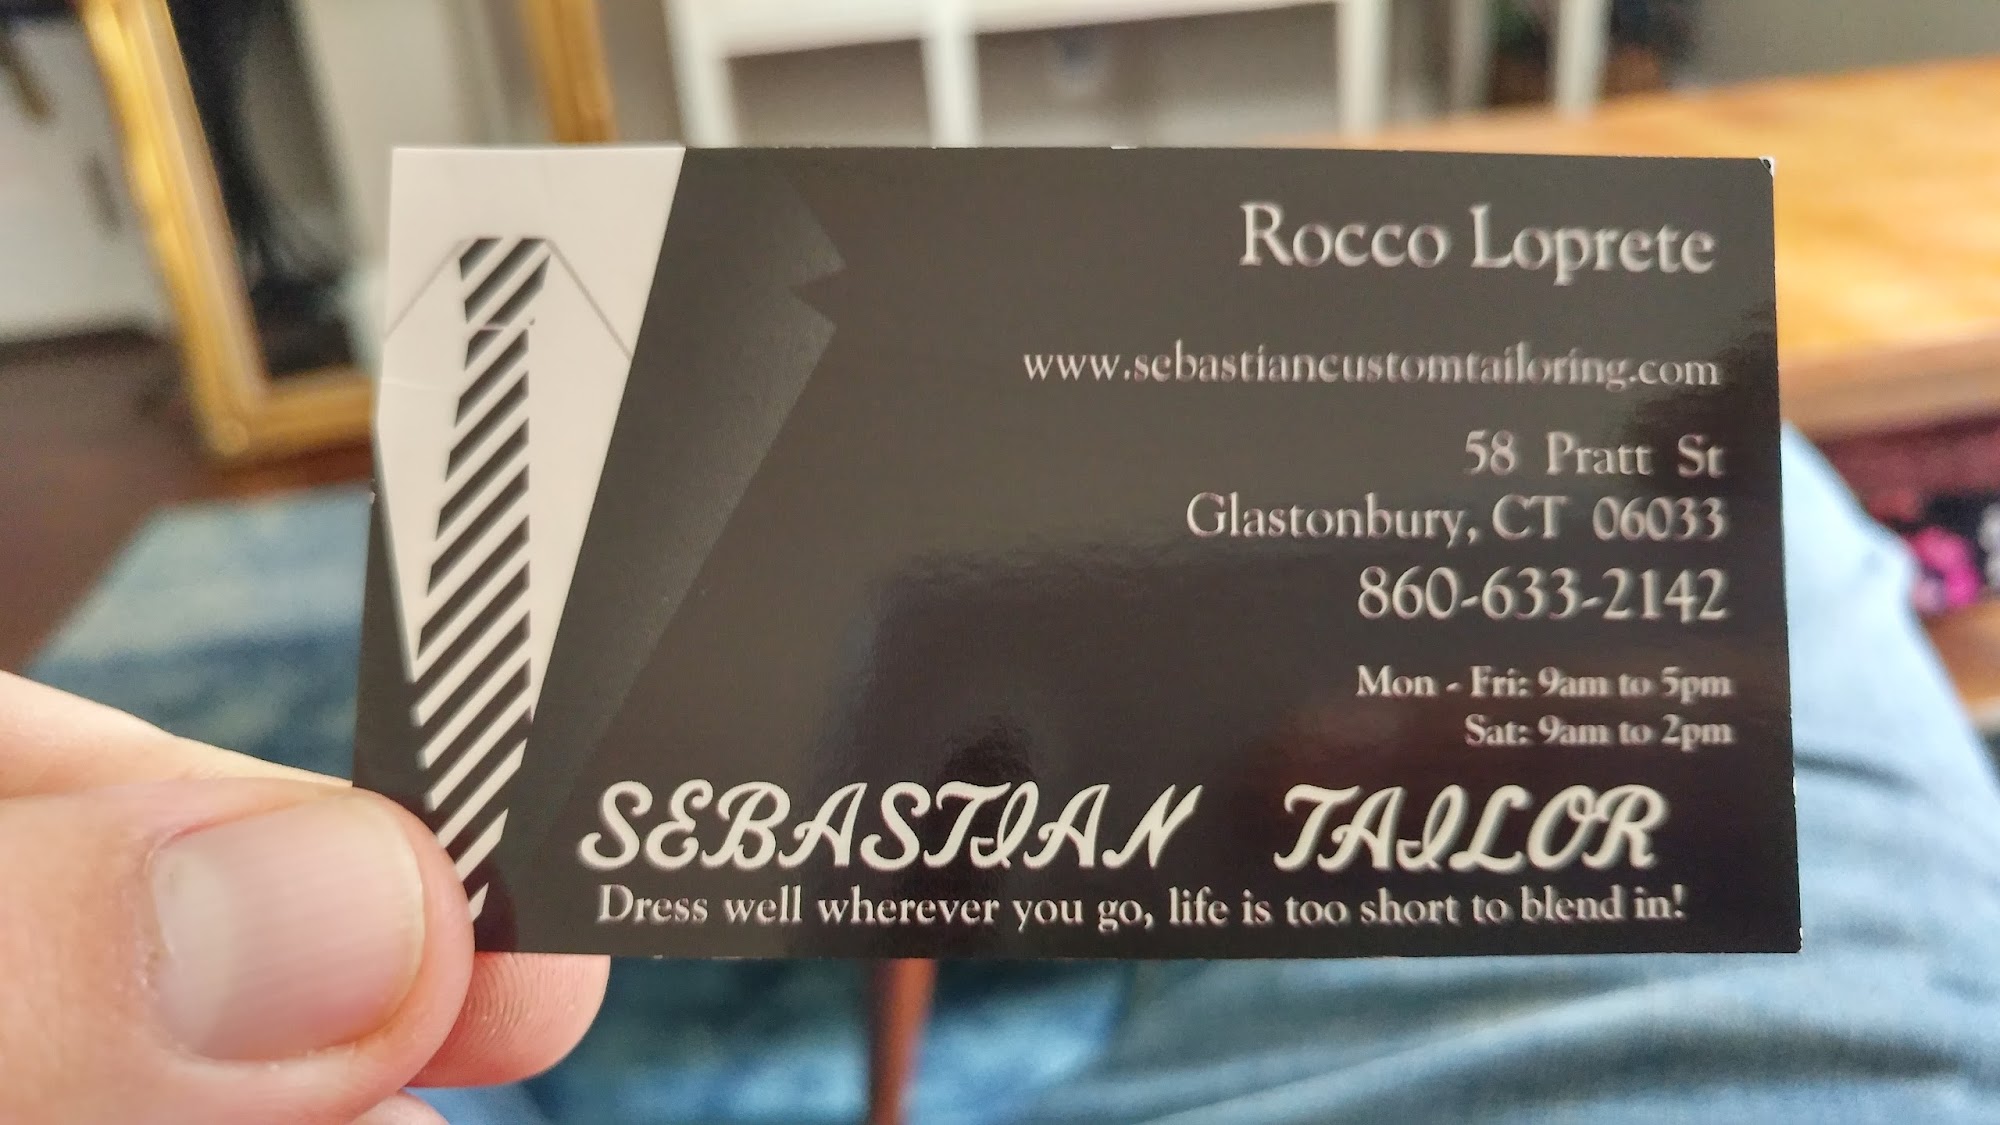 Rocco Loprete
www.sebastiancustomtailoring.com
58 Pratt St
Glastonbury, CT 06033
860-633-2142
Mon - Fri: 9am to 5pm
Sat: 9am to 2pm
SEBASTIAN TAILOR
Dress well wherever you go, life is too short to blend in!